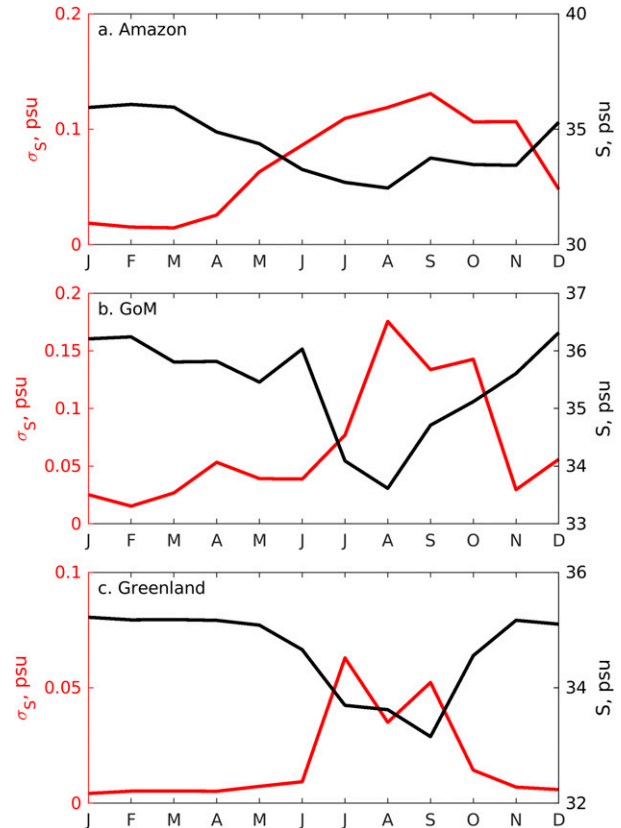 a. Amazon
0.2
0.1
0
σS, psu
40
35
30
S, psu
J F M A M J J A S O N D
b. GoM
0.2
0.15
0.1
0.05
0
σS, psu
37
36
35
34
33
S, psu
J F M A M J J A S O N D
c. Greenland
0.1
0.05
0
σS, psu
36
34
32
S, psu
J F M A M J J A S O N D